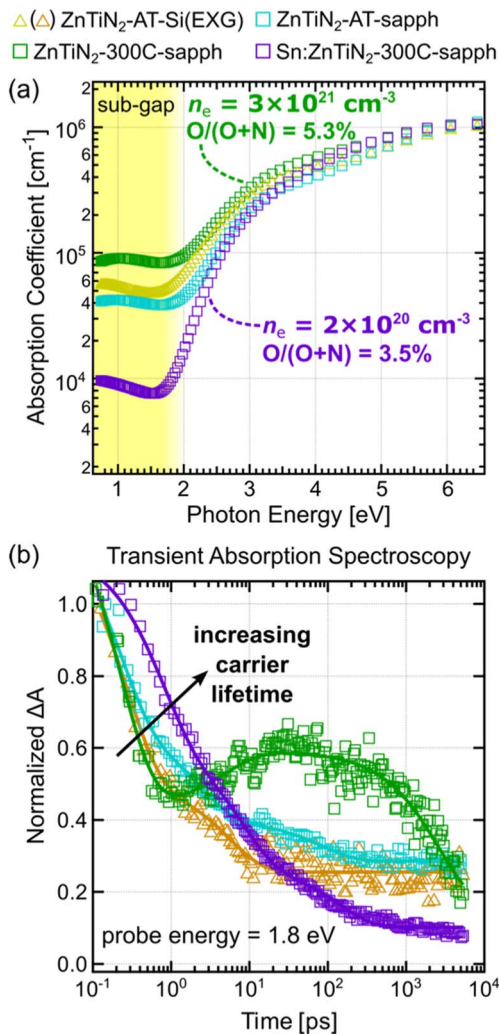 △ (△) ZnTiN₂-AT-Si(EXG) □ ZnTiN₂-AT-sapph
□ ZnTiN₂-300C-sapph □ Sn:ZnTiN₂-300C-sapph
(a)
sub-gap
nₑ = 3×10²¹ cm⁻³
O/(O+N) = 5.3%
nₑ = 2×10²⁰ cm⁻³
O/(O+N) = 3.5%
Absorption Coefficient [cm⁻¹]
10⁶
6
4
2
10⁵
6
4
2
10⁴
6
4
2
1 2 3 4 5 6
Photon Energy [eV]
(b) Transient Absorption Spectroscopy
increasing
carrier
lifetime
Normalized ΔA
1.0
0.8
0.6
0.4
0.2
0.0
probe energy = 1.8 eV
10⁻¹ 10⁰ 10¹ 10² 10³ 10⁴
Time [ps]